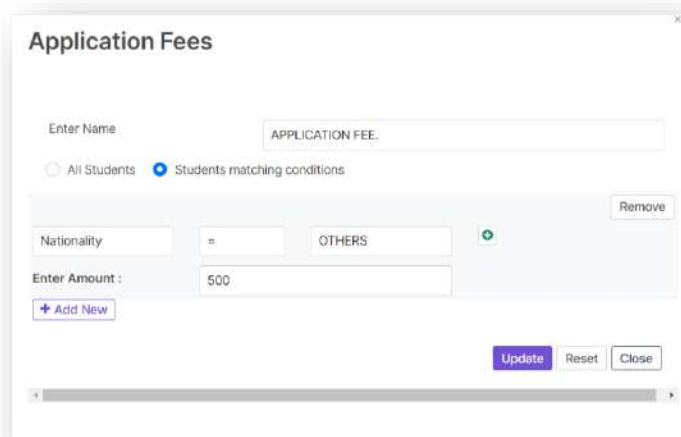 Application Fees
Enter Name
APPLICATION FEE.
All Students Students matching conditions
Remove
Nationality = OTHERS
Enter Amount : 500
+ Add New
Update Reset Close